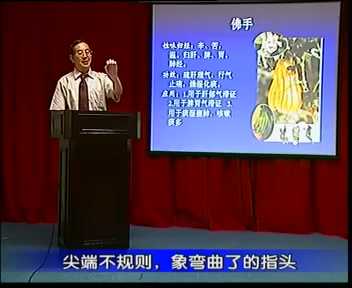 佛手
性味归经：辛、苦、
温。归肝、脾、胃、
肺经。
功效：疏肝理气，行气
止痛，燥湿化痰。
应用：1.用于肝郁气滞证
2.用于脾胃气滞证 3.
用于痰湿壅肺，咳嗽
痰多
尖端不规则，象弯曲了的指头